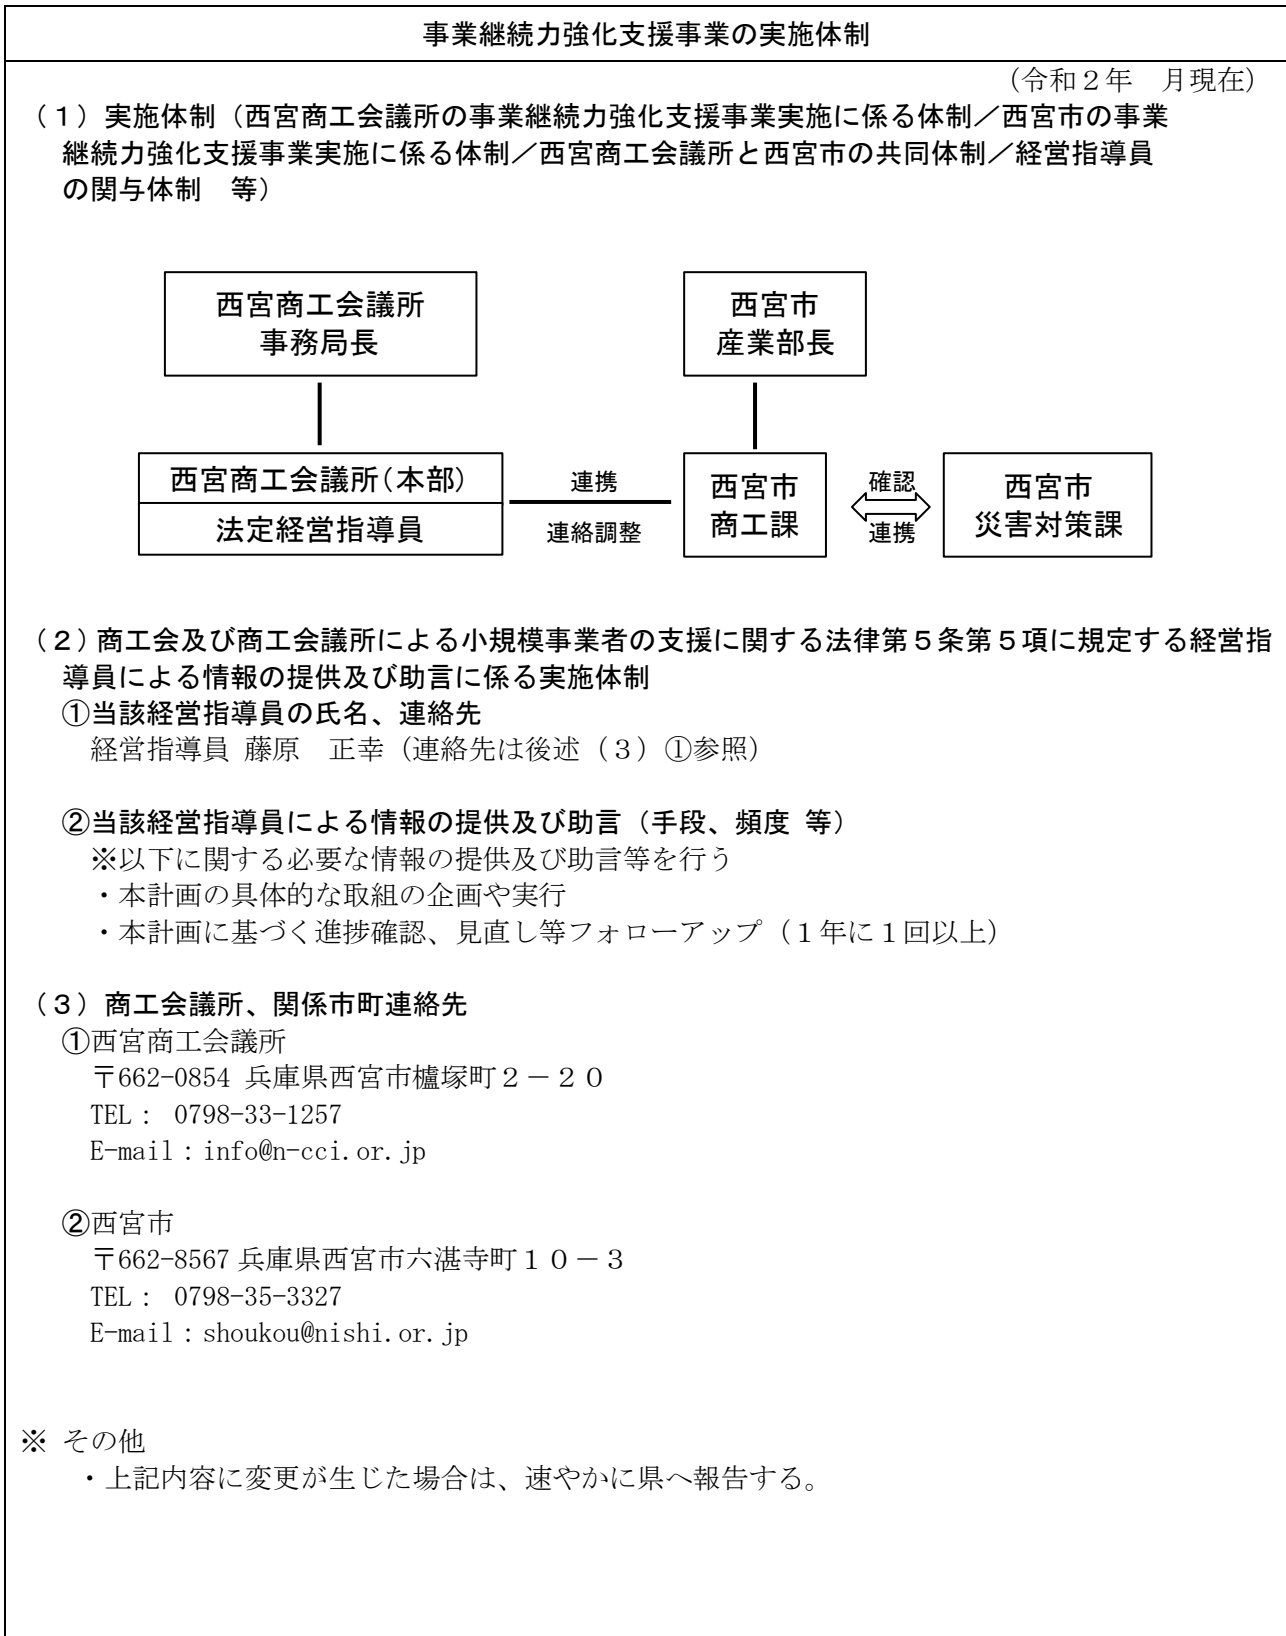 事業継続力強化支援事業の実施体制
（令和２年　月現在）
（１）実施体制（西宮商工会議所の事業継続力強化支援事業実施に係る体制／西宮市の事業
継続力強化支援事業実施に係る体制／西宮商工会議所と西宮市の共同体制／経営指導員
の関与体制　等）
西宮商工会議所
事務局長
西宮市
産業部長
西宮商工会議所（本部）
法定経営指導員
連携
連絡調整
西宮市
商工課
確認
連携
西宮市
災害対策課
（２）商工会及び商工会議所による小規模事業者の支援に関する法律第５条第５項に規定する経営指
導員による情報の提供及び助言に係る実施体制
①当該経営指導員の氏名、連絡先
経営指導員 藤原　正幸（連絡先は後述（３）①参照）
②当該経営指導員による情報の提供及び助言（手段、頻度 等）
※以下に関する必要な情報の提供及び助言等を行う
・本計画の具体的な取組の企画や実行
・本計画に基づく進捗確認、見直し等フォローアップ（１年に１回以上）
（３）商工会議所、関係市町連絡先
①西宮商工会議所
〒662-0854 兵庫県西宮市櫨塚町２－２０
TEL： 0798-33-1257
E-mail：info@n-cci.or.jp
②西宮市
〒662-8567 兵庫県西宮市六湛寺町１０－３
TEL： 0798-35-3327
E-mail：shoukou@nishi.or.jp
※ その他
・上記内容に変更が生じた場合は、速やかに県へ報告する。